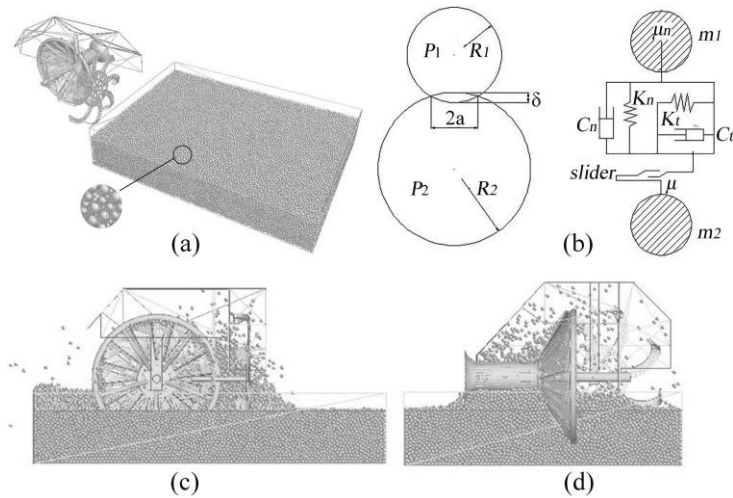 (a)
P1
R1
δ
2a
P2
R2
μn
m1
Kn
Cn
Kt
Ct
slider
μ
m2
(b)
(c)
(d)